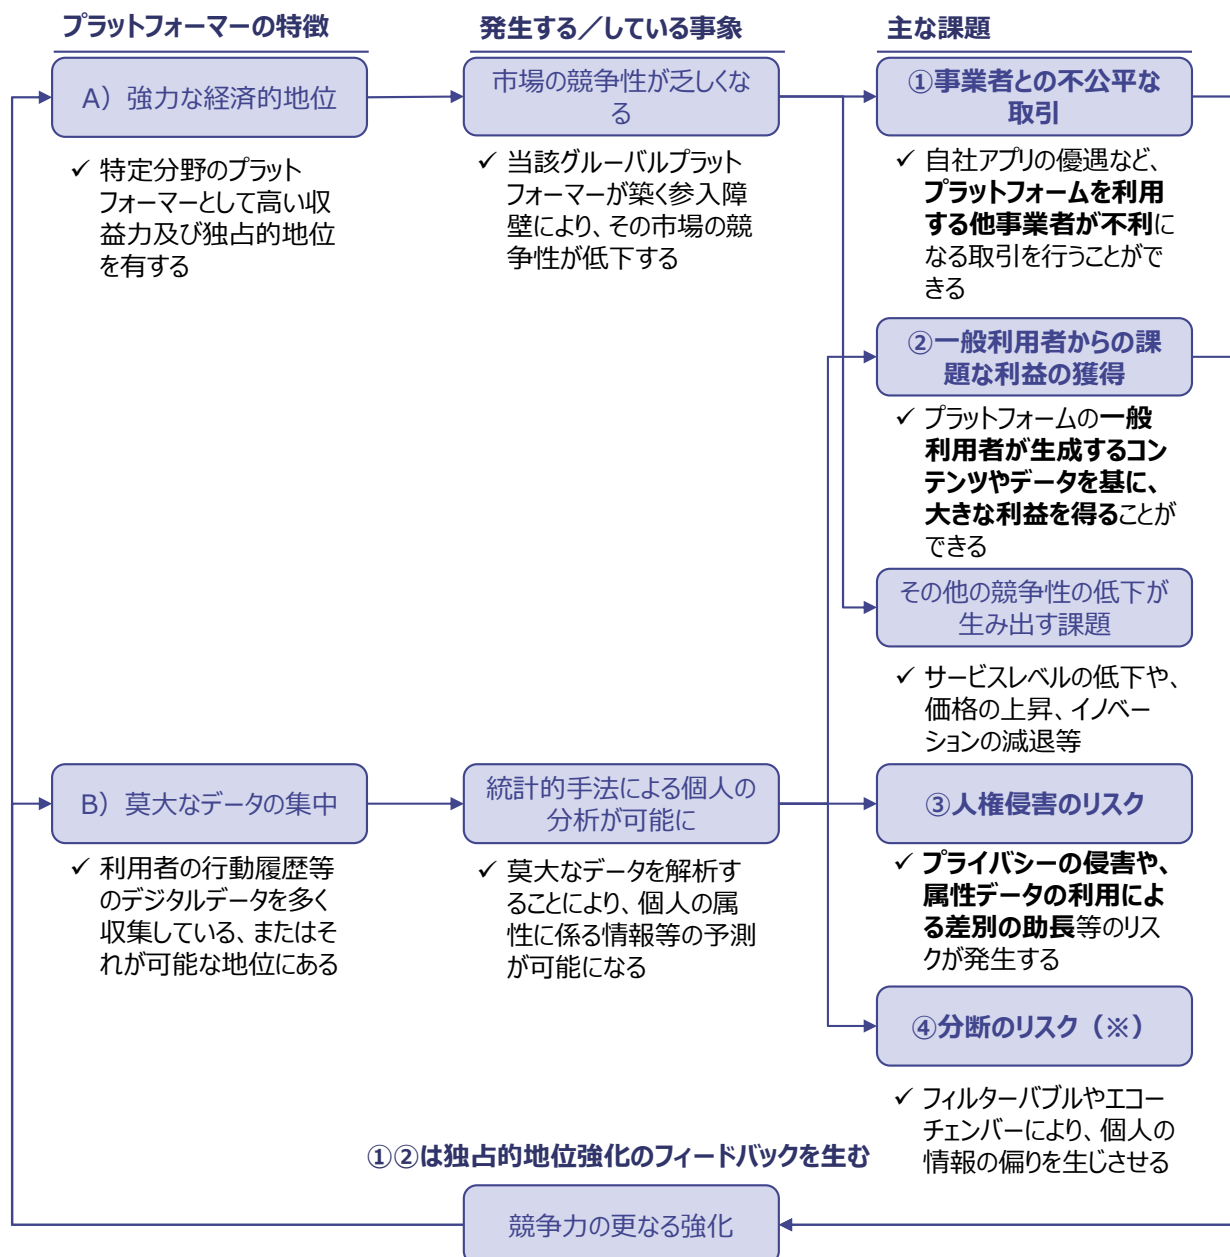 プラットフォーマーの特徴
発生する／している事象
主な課題
A）強力な経済的地位
市場の競争性が乏しくな
る
①事業者との不公平な
取引
✓ 特定分野のプラット
フォーマーとして高い収
益力及び独占的地位
を有する
✓ 当該グルーバルプラット
フォーマーが築く参入障
壁により、その市場の競
争性が低下する
✓ 自社アプリの優遇など、
プラットフォームを利用
する他事業者が不利に
なる取引を行うことがで
きる
②一般利用者からの課
題な利益の獲得
✓ プラットフォームの一般
利用者が生成するコン
テンツやデータを基に、
大きな利益を得ることが
できる
その他の競争性の低下が
生み出す課題
✓ サービスレベルの低下や、
価格の上昇、イノベー
ションの減退等
B）莫大なデータの集中
統計的手法による個人の
分析が可能に
③人権侵害のリスク
✓ 利用者の行動履歴等
のデジタルデータを多く
収集している、またはそ
れが可能な地位にある
✓ 莫大なデータを解析す
ることにより、個人の属
性に係る情報等の予測
が可能になる
✓ プライバシーの侵害や、
属性データの利用によ
る差別の助長等のリス
クが発生する
④分断のリスク（※）
✓ フィルターバブルやエコー
チェンバーにより、個人の
情報の偏りを生じさせる
①②は独占的地位強化のフィードバックを生む
競争力の更なる強化